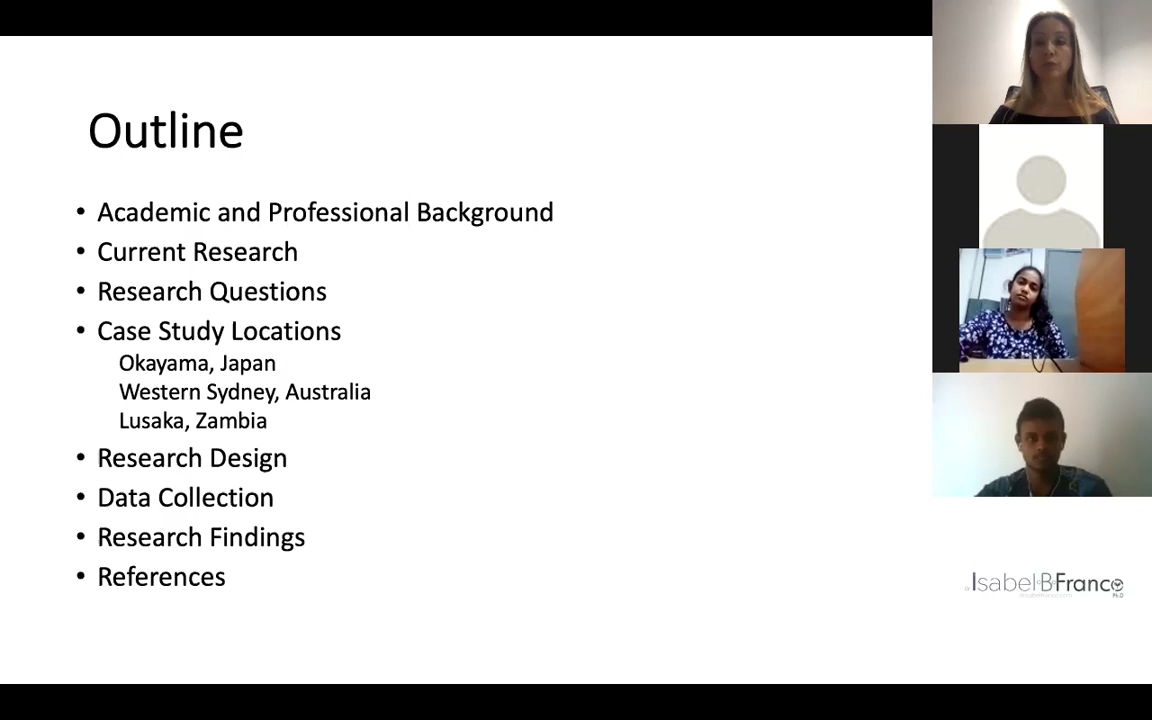 Outline
• Academic and Professional Background
• Current Research
• Research Questions
• Case Study Locations
Okayama, Japan
Western Sydney, Australia
Lusaka, Zambia
• Research Design
• Data Collection
• Research Findings
• References
IsabelBFranco
Ph.D